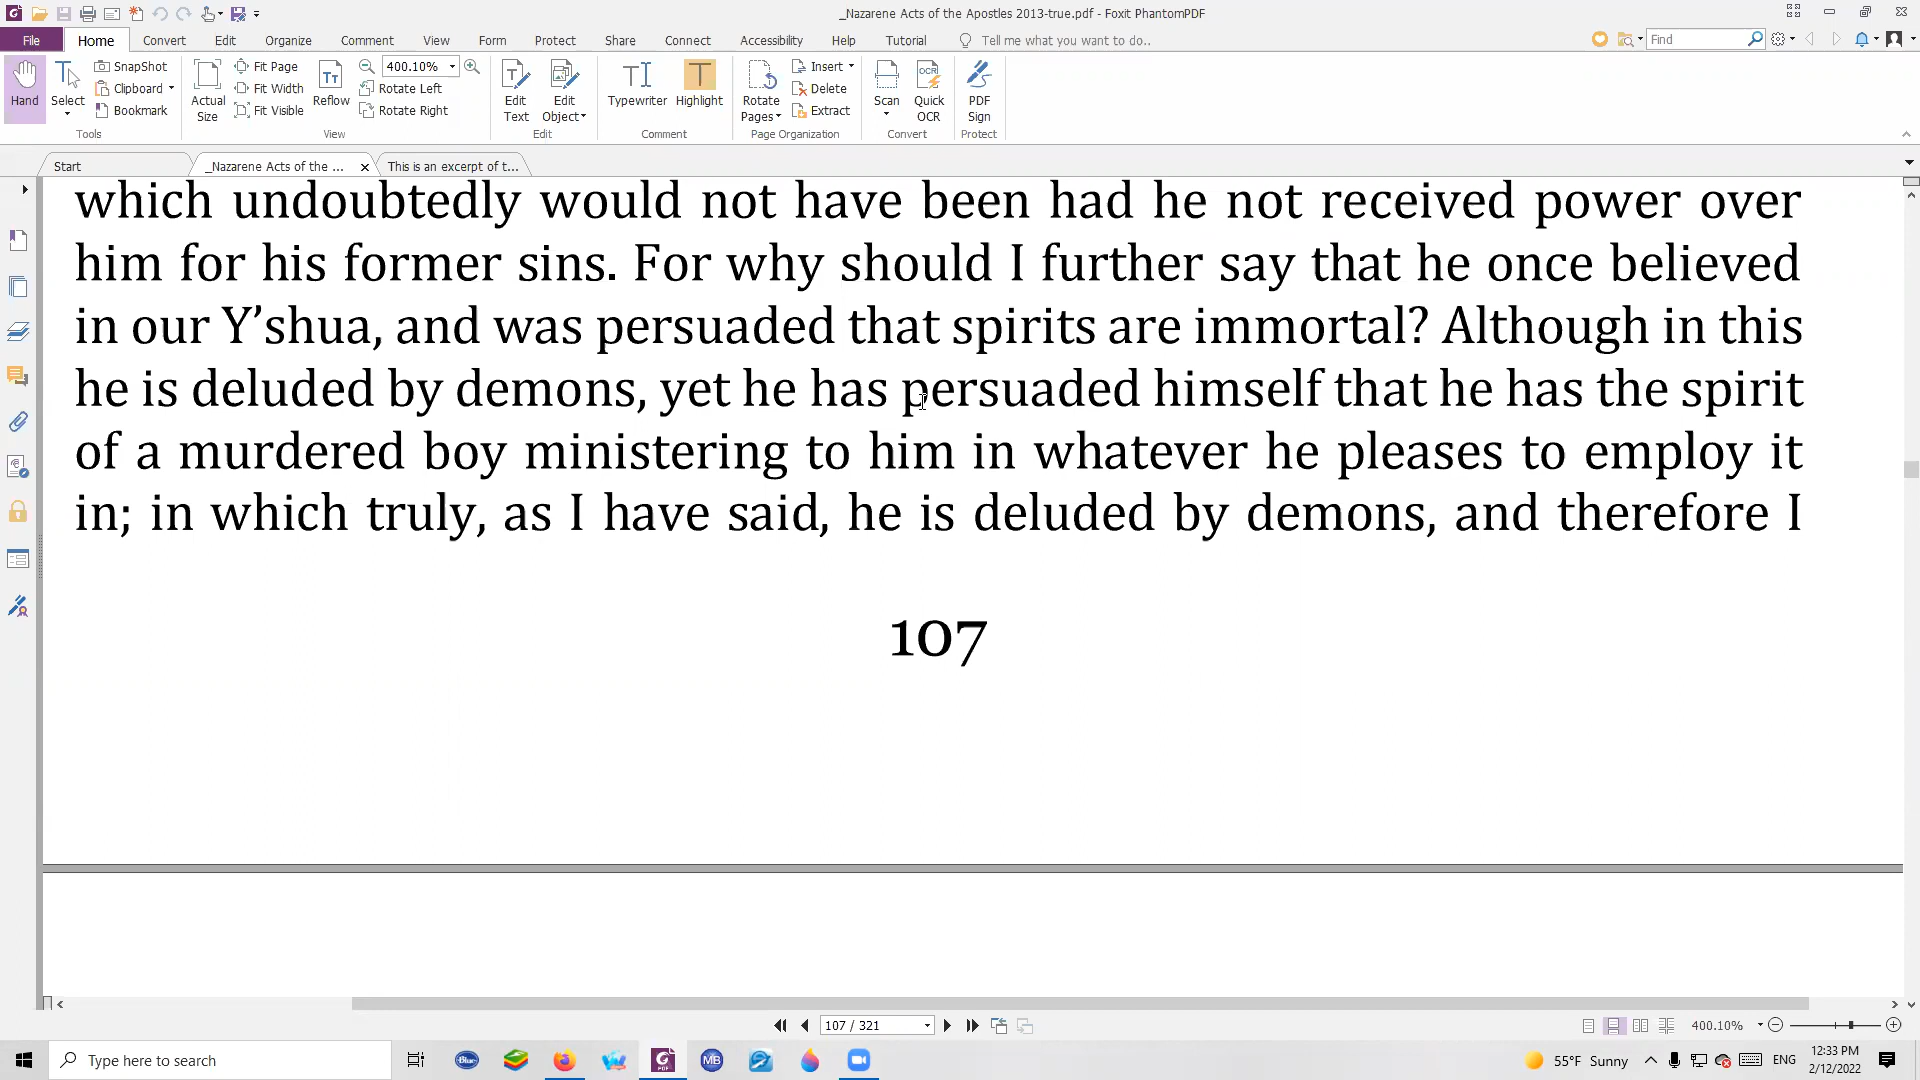 _Nazarene Acts of the Apostles 2013-true.pdf - Foxit PhantomPDF
File Home Convert Edit Organize Comment View Form Protect Share Connect Accessibility Help Tutorial Tell me what you want to do.. Find
SnapShot Fit Page 400.10% Insert
Hand Select Clipboard Actual Size Fit Width Reflow Rotate Left Edit Text Edit Object Typewriter Highlight Rotate Pages Delete Scan Quick OCR PDF Sign
Bookmark Fit Visible Rotate Right Extract
Tools View Edit Comment Page Organization Convert Protect
Start _Nazarene Acts of the ... This is an excerpt of t...
which undoubtedly would not have been had he not received power over
him for his former sins. For why should I further say that he once believed
in our Y’shua, and was persuaded that spirits are immortal? Although in this
he is deluded by demons, yet he has persuaded himself that he has the spirit
of a murdered boy ministering to him in whatever he pleases to employ it
in; in which truly, as I have said, he is deluded by demons, and therefore I
107
107 / 321 400.10%
Type here to search 55°F Sunny ENG 12:33 PM
2/12/2022